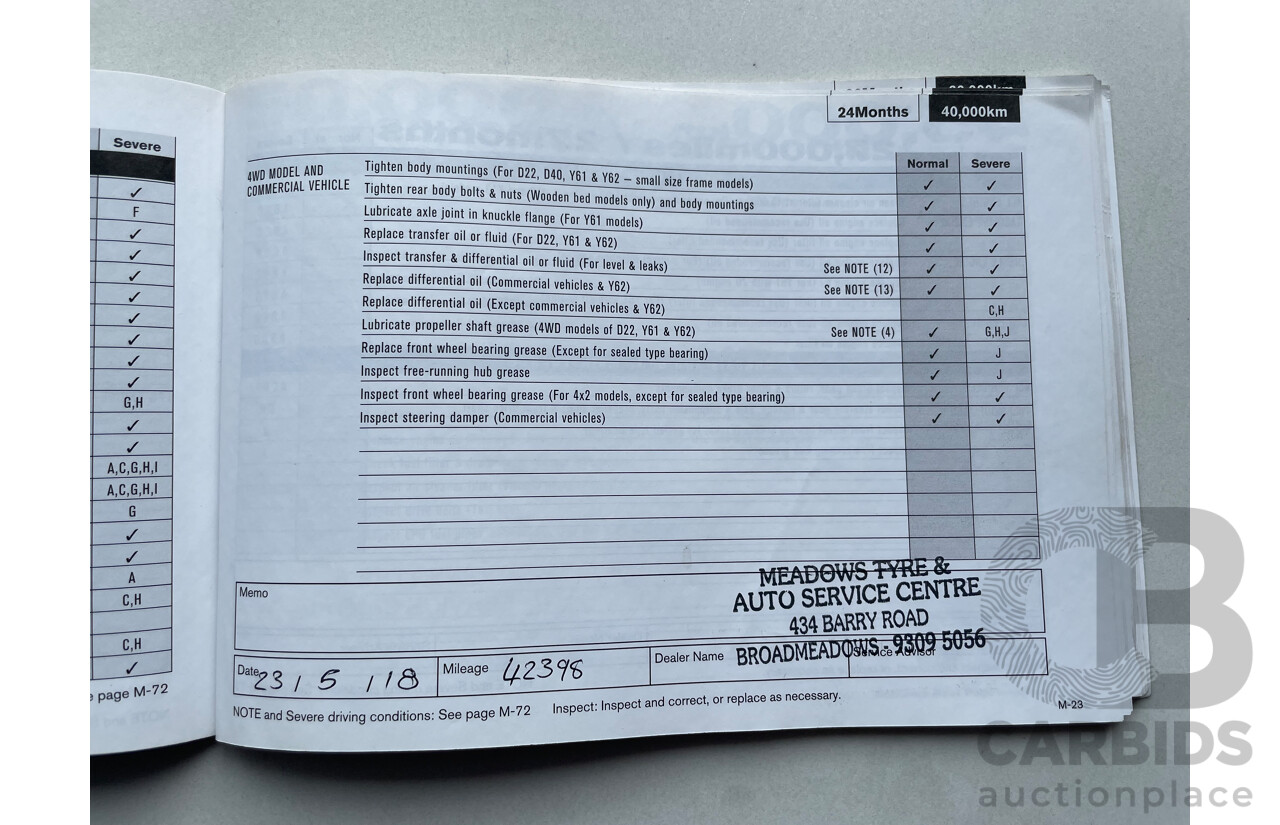 Severe
✓
F
✓
✓
✓
✓
✓
✓
✓
✓
G,H
✓
✓
A,C,G,H,I
A,C,G,H,I
G
✓
✓
A
C,H
C,H
✓
page M-72
24Months 40,000km
Normal Severe
4WD MODEL AND
COMMERCIAL VEHICLE
Tighten body mountings (For D22, D40, Y61 & Y62 – small size frame models) ✓ ✓
Tighten rear body bolts & nuts (Wooden bed models only) and body mountings ✓ ✓
Lubricate axle joint in knuckle flange (For Y61 models) ✓ ✓
Replace transfer oil or fluid (For D22, Y61 & Y62) ✓ ✓
Inspect transfer & differential oil or fluid (For level & leaks) See NOTE (12) ✓ ✓
Replace differential oil (Commercial vehicles & Y62) See NOTE (13) ✓ ✓
Replace differential oil (Except commercial vehicles & Y62) C,H
Lubricate propeller shaft grease (4WD models of D22, Y61 & Y62) See NOTE (4) ✓ G,H,J
Replace front wheel bearing grease (Except for sealed type bearing) ✓ J
Inspect free-running hub grease ✓ J
Inspect front wheel bearing grease (For 4x2 models, except for sealed type bearing) ✓ ✓
Inspect steering damper (Commercial vehicles) ✓ ✓
Memo
MEADOWS TYRE &
AUTO SERVICE CENTRE
434 BARRY ROAD
BROADMEADOWS - 9309 5056
Date 23 / 5 / 18 Mileage 42398 Dealer Name Service Advisor
NOTE and Severe driving conditions: See page M-72 Inspect: Inspect and correct, or replace as necessary.
M-23
CARBIDS
auctionplace